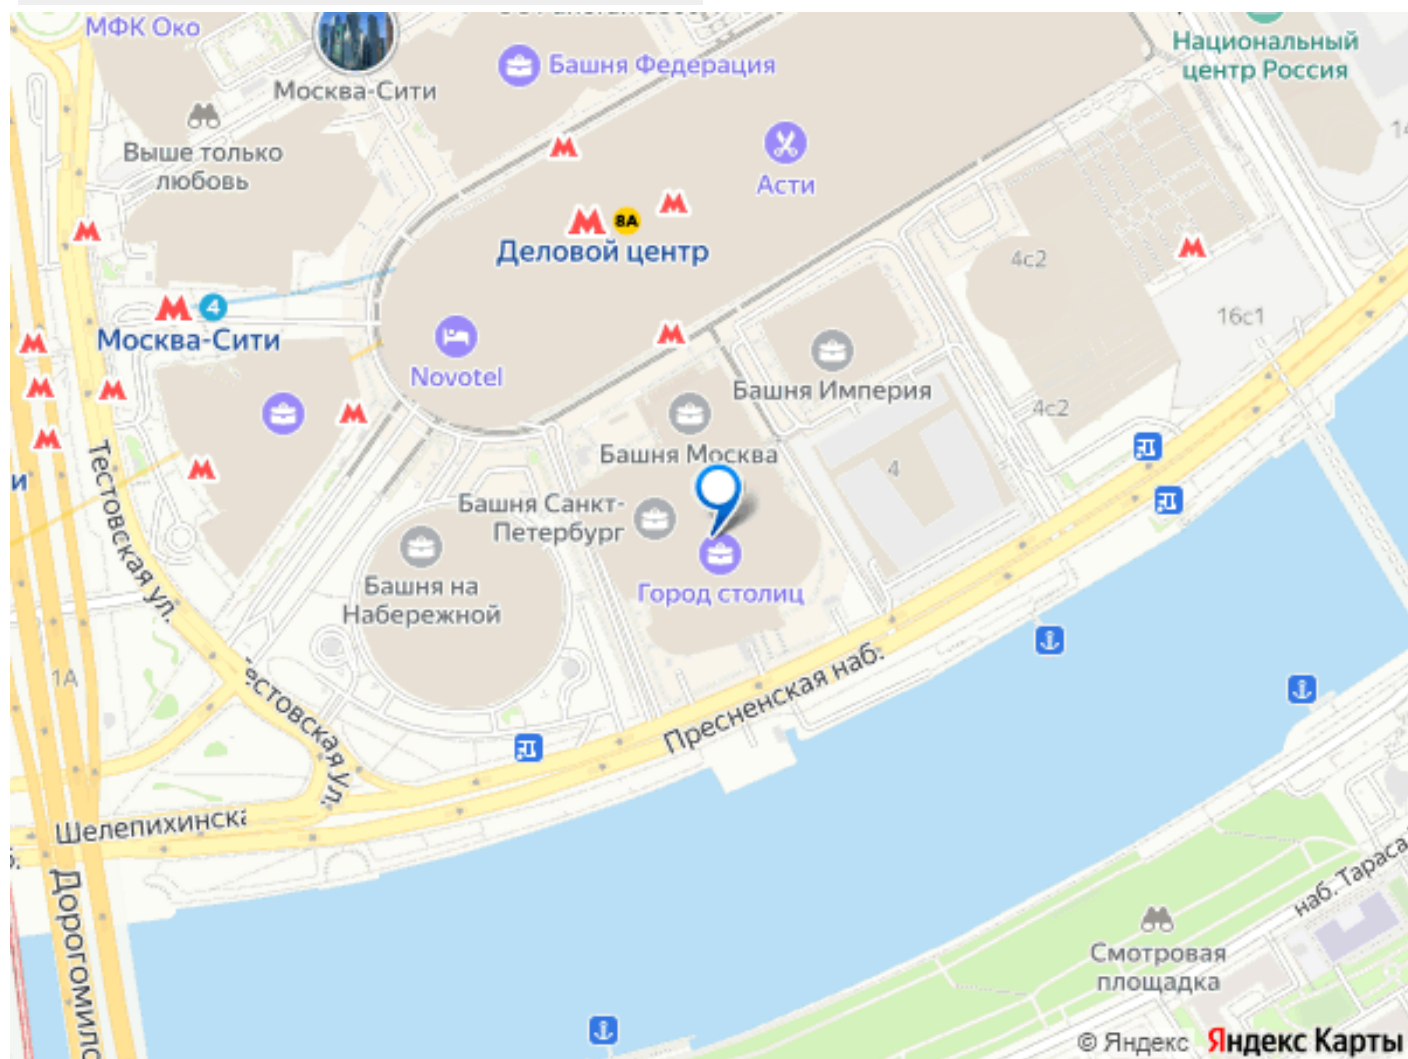 МФК Око
Национальный
центр Россия
Башня Федерация
Москва-Сити
Выше только
любовь
Асти
8А
Деловой центр
4с2
16с1
4
Москва-Сити
Novotel
Башня Империя
4с2
Башня Москва
4
и
Тестовская ул.
Башня Санкт-
Петербург
Башня на
Набережной
Город столиц
1А
Тестовская ул.
Пресненская наб.
Шелепихинска
Дорогомило
наб. Тараса
Смотровая
площадка
© Яндекс Яндекс Карты